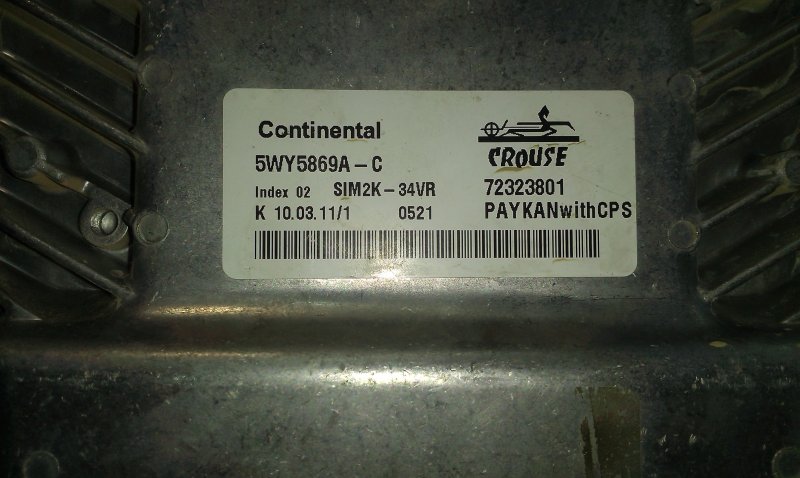 Continental
CROUSE
5WY5869A-C
72323801
Index 02 SIM2K-34VR
K 10.03.11/1 0521
PAYKANwithCPS